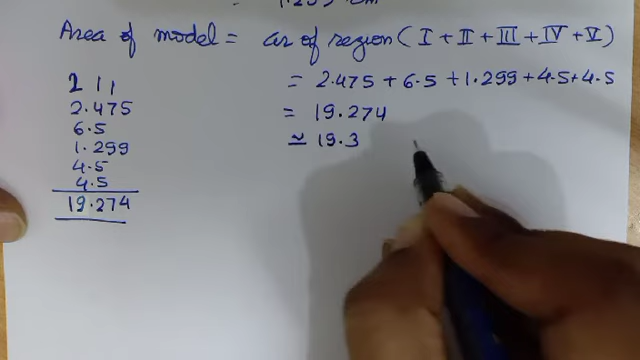 Area of model = ar of region (I + II + III + IV + V)
= 2.475 + 6.5 + 1.299 + 4.5 + 4.5
= 19.274
≃ 19.3
2 1 1
2.475
6.5
1.299
4.5
4.5
19.274